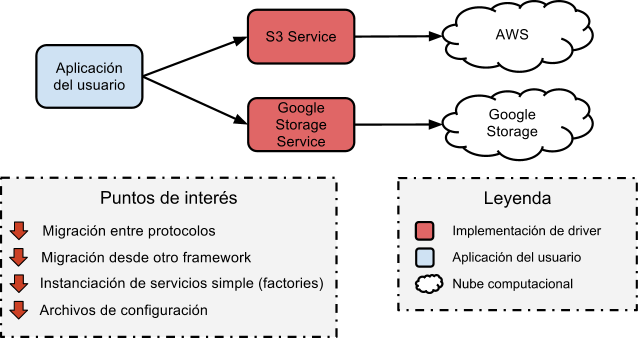 Aplicación
del usuario
S3 Service
AWS
Google
Storage
Service
Google
Storage
Puntos de interés
Migración entre protocolos
Migración desde otro framework
Instanciación de servicios simple (factories)
Archivos de configuración
Leyenda
Implementación de driver
Aplicación del usuario
Nube computacional